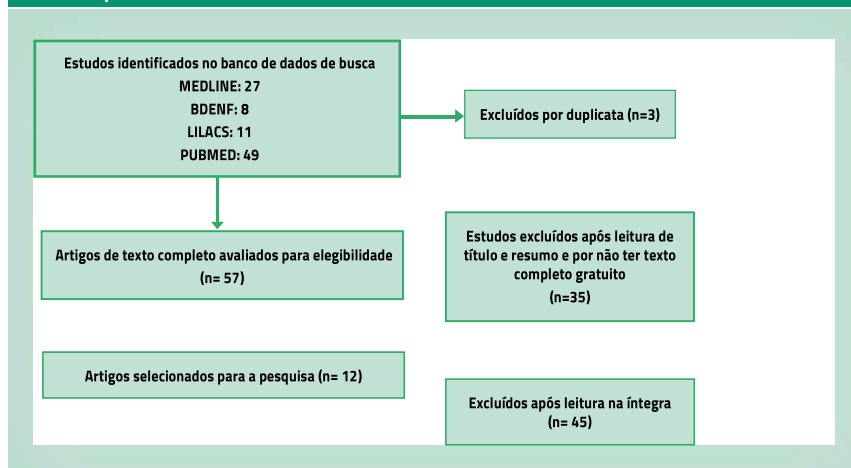 Estudos identificados no banco de dados de busca
MEDLINE: 27
BDENF: 8
LILACS: 11
PUBMED: 49
Excluídos por duplicata (n=3)
Artigos de texto completo avaliados para elegibilidade
(n= 57)
Estudos excluídos após leitura de
título e resumo e por não ter texto
completo gratuito
(n=35)
Artigos selecionados para a pesquisa (n= 12)
Excluídos após leitura na íntegra
(n= 45)